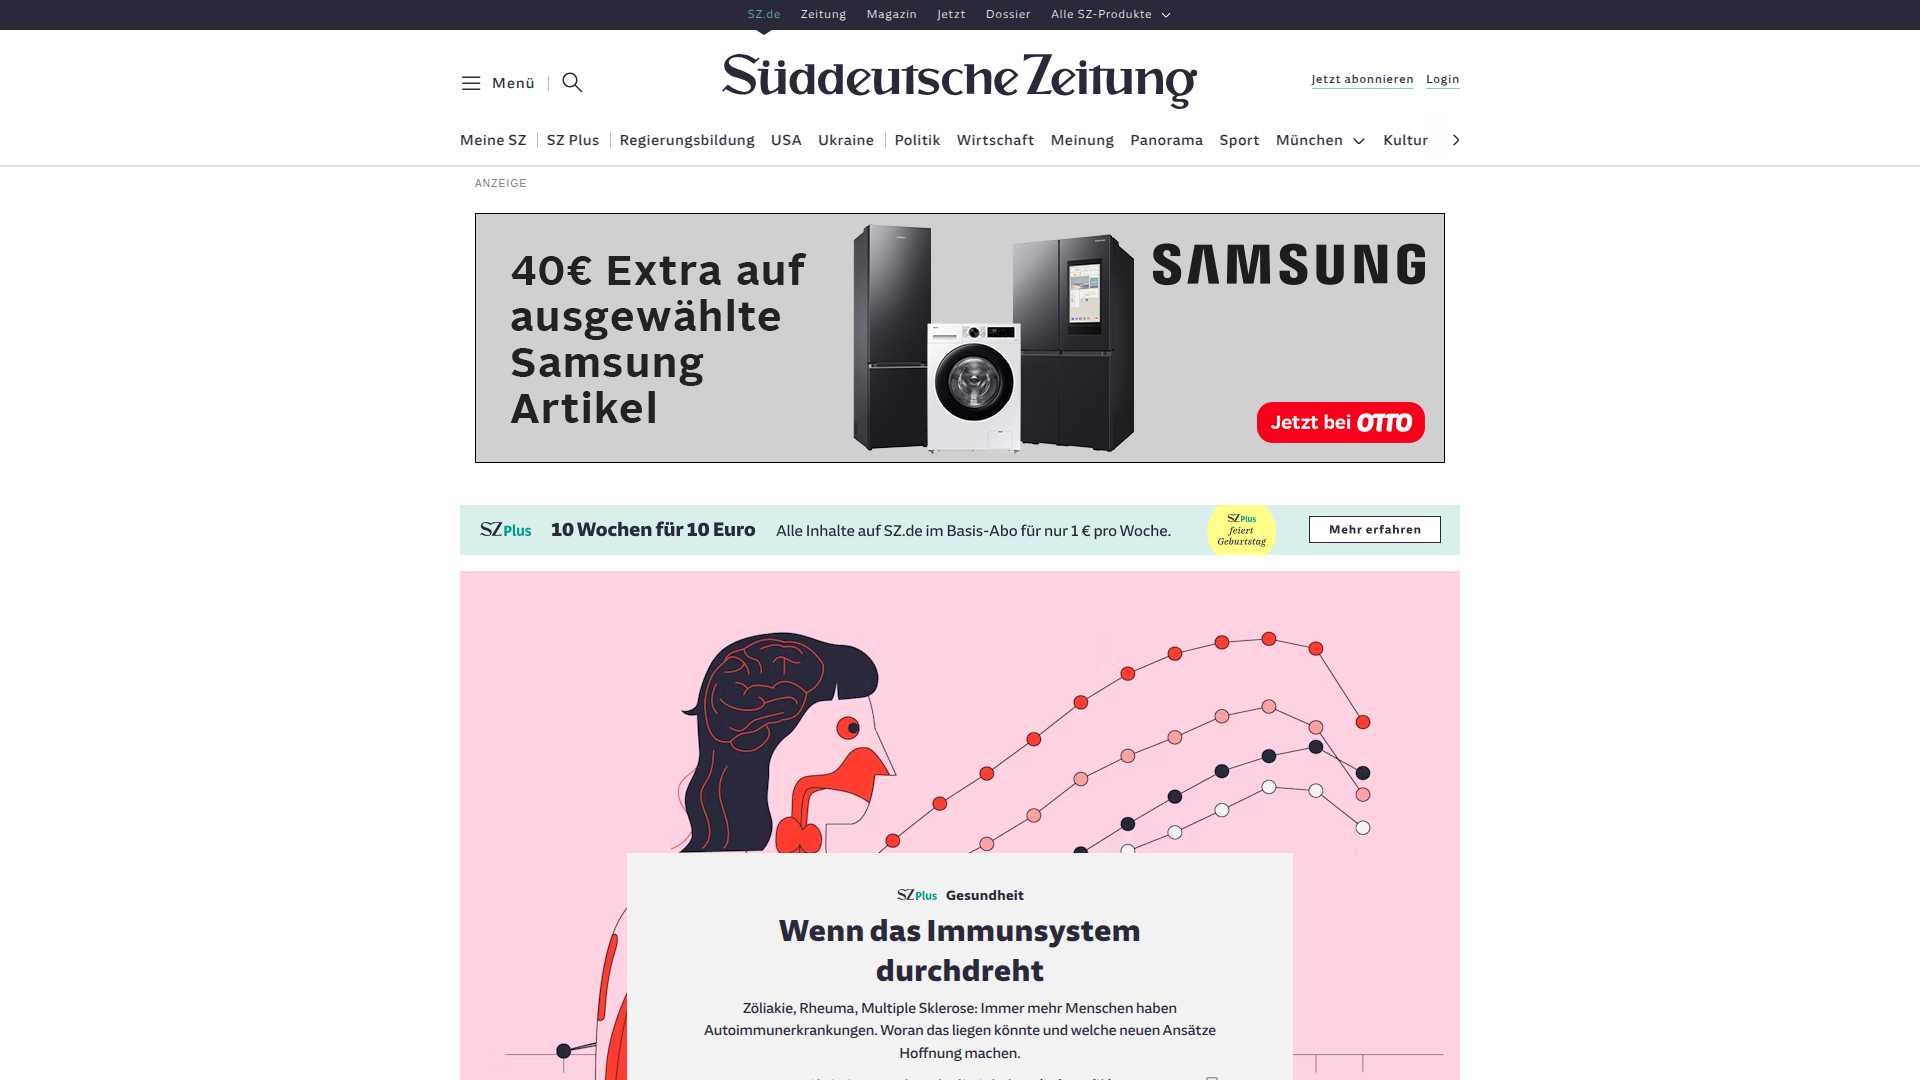 SZ.de Zeitung Magazin Jetzt Dossier Alle SZ-Produkte
Menü
Süddeutsche Zeitung
Jetzt abonnieren Login
Meine SZ SZ Plus Regierungsbildung USA Ukraine Politik Wirtschaft Meinung Panorama Sport München Kultur
ANZEIGE
40€ Extra auf
ausgewählte
Samsung
Artikel
SAMSUNG
Jetzt bei OTTO
SZ Plus 10 Wochen für 10 Euro Alle Inhalte auf SZ.de im Basis-Abo für nur 1 € pro Woche.
SZ Plus
feiert
Geburtstag
Mehr erfahren
SZ Plus Gesundheit
Wenn das Immunsystem
durchdreht
Zöliakie, Rheuma, Multiple Sklerose: Immer mehr Menschen haben
Autoimmunerkrankungen. Woran das liegen könnte und welche neuen Ansätze
Hoffnung machen.